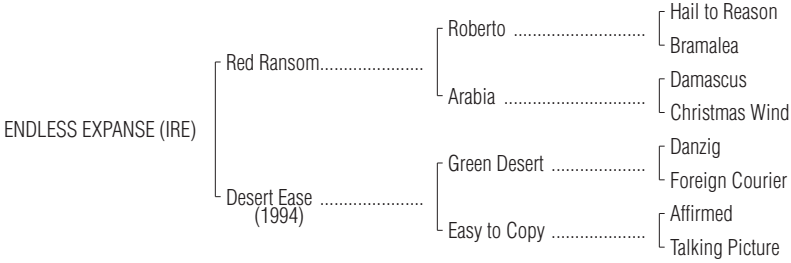 Hail to Reason
Roberto ............................
Bramalea
Red Ransom......................
Damascus
Arabia ..............................
Christmas Wind
ENDLESS EXPANSE (IRE)
Danzig
Green Desert ....................
Foreign Courier
Desert Ease ......................
(1994)
Affirmed
Easy to Copy ....................
Talking Picture